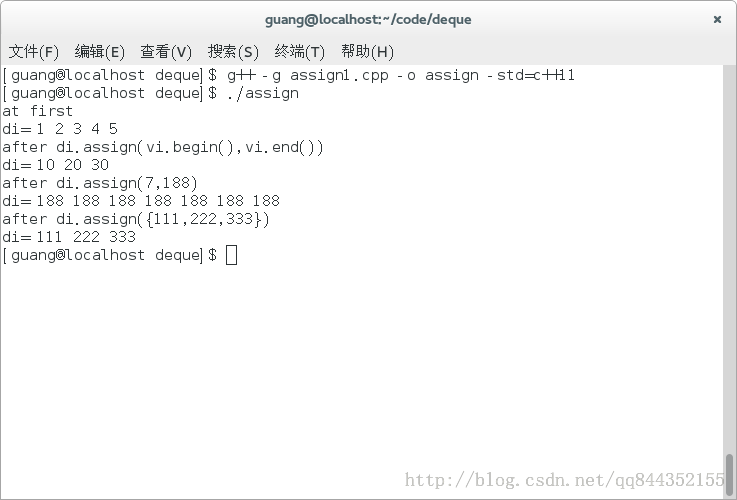 guang@localhost:~/code/deque ×
文件(F) 编辑(E) 查看(V) 搜索(S) 终端(T) 帮助(H)
[guang@localhost deque]$ g++ -g assign1.cpp -o assign -std=c++11
[guang@localhost deque]$ ./assign
at first
di=1 2 3 4 5
after di.assign(vi.begin(),vi.end())
di=10 20 30
after di.assign(7,188)
di=188 188 188 188 188 188 188
after di.assign({111,222,333})
di=111 222 333
[guang@localhost deque]$
http://blog.csdn.net/qq844352155